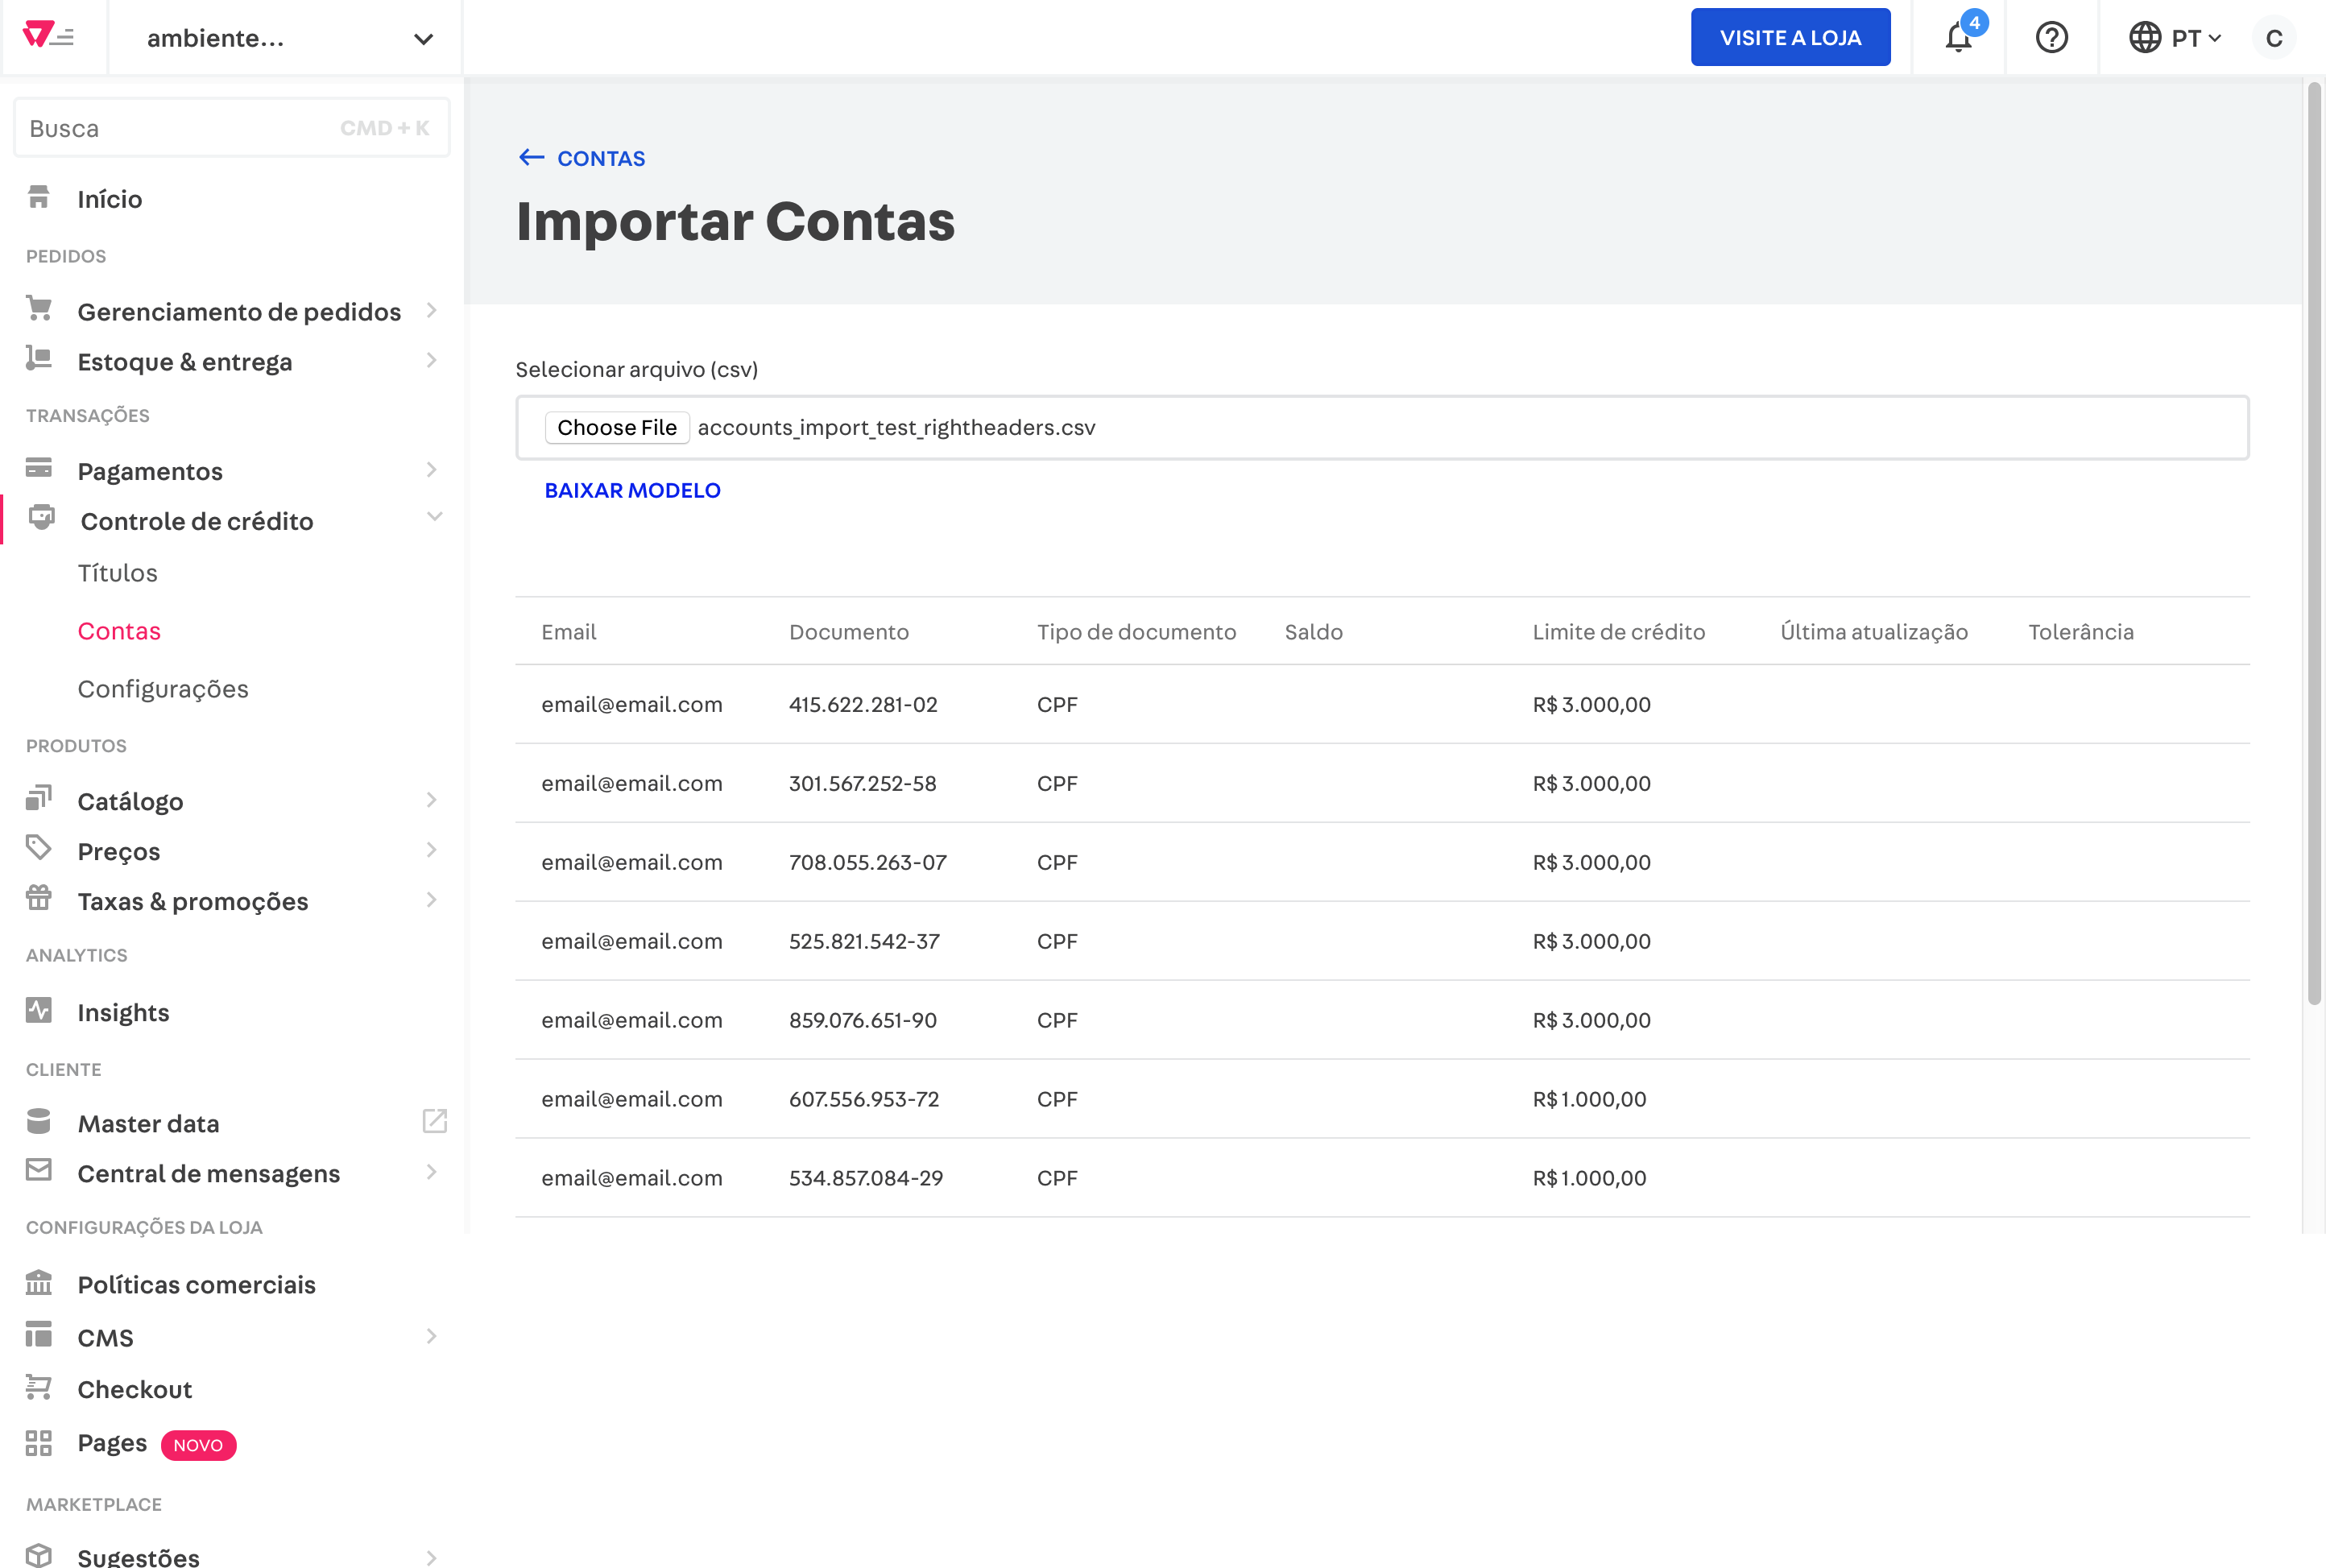 ambiente...
VISITE A LOJA
4
PT
C
Busca CMD + K
Início
PEDIDOS
Gerenciamento de pedidos
Estoque & entrega
TRANSAÇÕES
Pagamentos
Controle de crédito
Títulos
Contas
Configurações
PRODUTOS
Catálogo
Preços
Taxas & promoções
ANALYTICS
Insights
CLIENTE
Master data
Central de mensagens
CONFIGURAÇÕES DA LOJA
Políticas comerciais
CMS
Checkout
Pages NOVO
MARKETPLACE
Sugestões
CONTAS
Importar Contas
Selecionar arquivo (csv)
Choose File accounts_import_test_rightheaders.csv
BAIXAR MODELO
Email Documento Tipo de documento Saldo Limite de crédito Última atualização Tolerância
email@email.com 415.622.281-02 CPF R$ 3.000,00
email@email.com 301.567.252-58 CPF R$ 3.000,00
email@email.com 708.055.263-07 CPF R$ 3.000,00
email@email.com 525.821.542-37 CPF R$ 3.000,00
email@email.com 859.076.651-90 CPF R$ 3.000,00
email@email.com 607.556.953-72 CPF R$ 1.000,00
email@email.com 534.857.084-29 CPF R$ 1.000,00